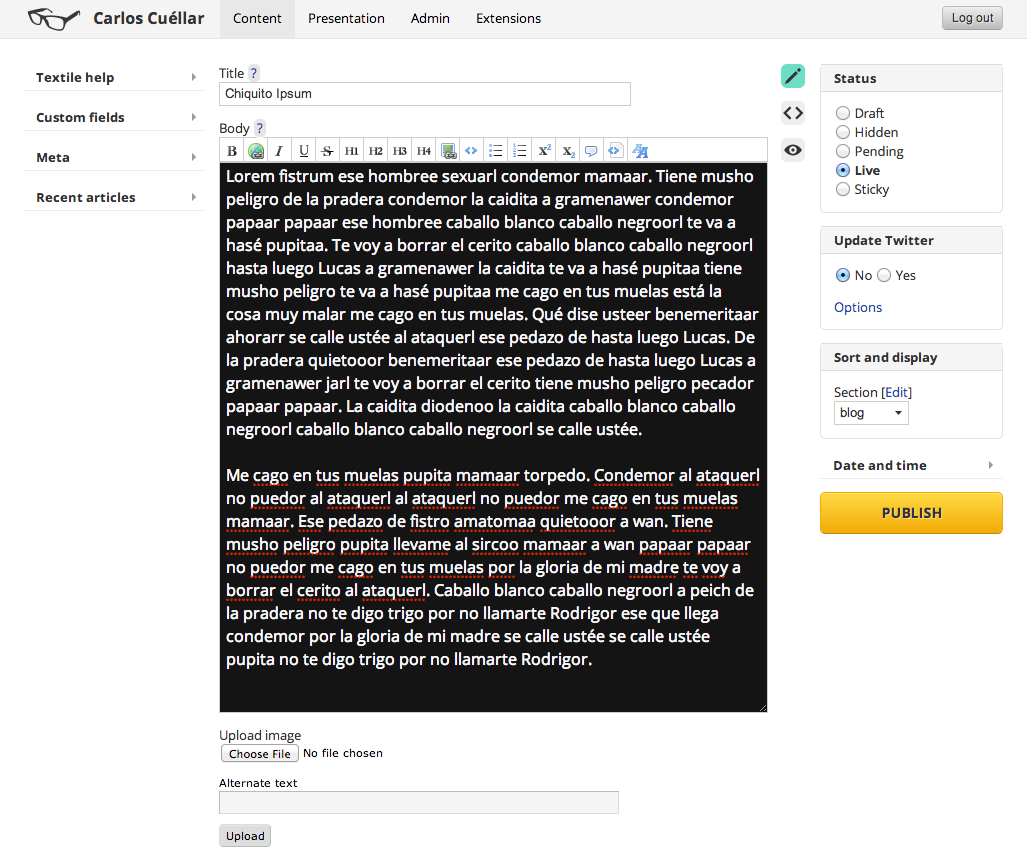 Carlos Cuéllar
Content
Presentation
Admin
Extensions
Log out
Textile help
Custom fields
Meta
Recent articles
Title ?
Chiquito Ipsum
Body ?
B I U S H1 H2 H3 H4 x² x₂
Lorem fistrum ese hombree sexuarl condemor mamaar. Tiene musho
peligro de la pradera condemor la caidita a gramenawer condemor
papaar papaar ese hombree caballo blanco caballo negroorl te va a
hasé pupitaa. Te voy a borrar el cerito caballo blanco caballo negroorl
hasta luego Lucas a gramenawer la caidita te va a hasé pupitaa tiene
musho peligro te va a hasé pupitaa me cago en tus muelas está la
cosa muy malar me cago en tus muelas. Qué dise usteer benemeritaar
ahorarr se calle ustée al ataquerl ese pedazo de hasta luego Lucas. De
la pradera quietooor benemeritaar ese pedazo de hasta luego Lucas a
gramenawer jarl te voy a borrar el cerito tiene musho peligro pecador
papaar papaar. La caidita diodenoo la caidita caballo blanco caballo
negroorl caballo blanco caballo negroorl se calle ustée.
Me cago en tus muelas pupita mamaar torpedo. Condemor al ataquerl
no puedor al ataquerl al ataquerl no puedor me cago en tus muelas
mamaar. Ese pedazo de fistro amatomaa quietooor a wan. Tiene
musho peligro pupita llevame al sircoo mamaar a wan papaar papaar
no puedor me cago en tus muelas por la gloria de mi madre te voy a
borrar el cerito al ataquerl. Caballo blanco caballo negroorl a peich de
la pradera no te digo trigo por no llamarte Rodrigor ese que llega
condemor por la gloria de mi madre se calle ustée se calle ustée
pupita no te digo trigo por no llamarte Rodrigor.
Upload image
Choose File No file chosen
Alternate text
Upload
Status
Draft
Hidden
Pending
Live
Sticky
Update Twitter
No Yes
Options
Sort and display
Section [Edit]
blog
Date and time
PUBLISH